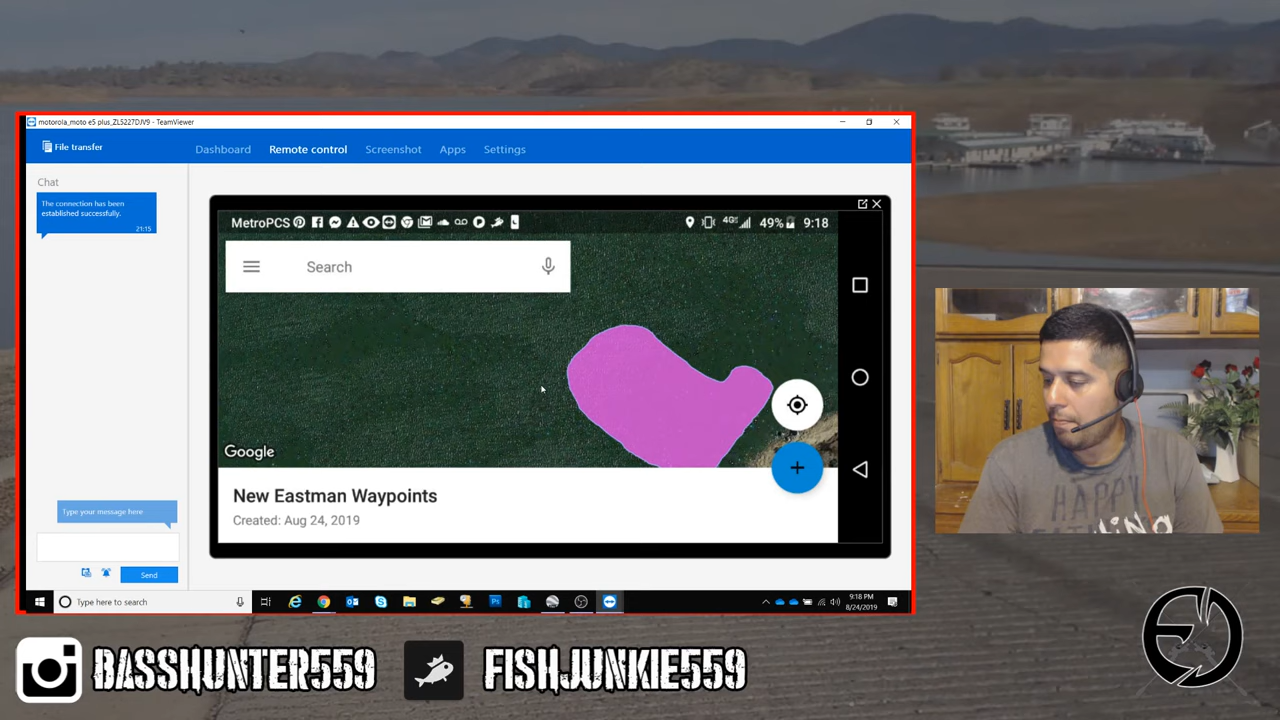 motorola_moto e5 plus_ZL5227DJV9 - TeamViewer
File transfer
Dashboard
Remote control
Screenshot
Apps
Settings
Chat
The connection has been
established successfully.
21:15
MetroPCS
4G
49%
9:18
Search
Google
New Eastman Waypoints
Created: Aug 24, 2019
Type your message here
Send
Type here to search
9:18 PM
8/24/2019
HAPPY
BASSHUNTER559
FISHJUNKIE559